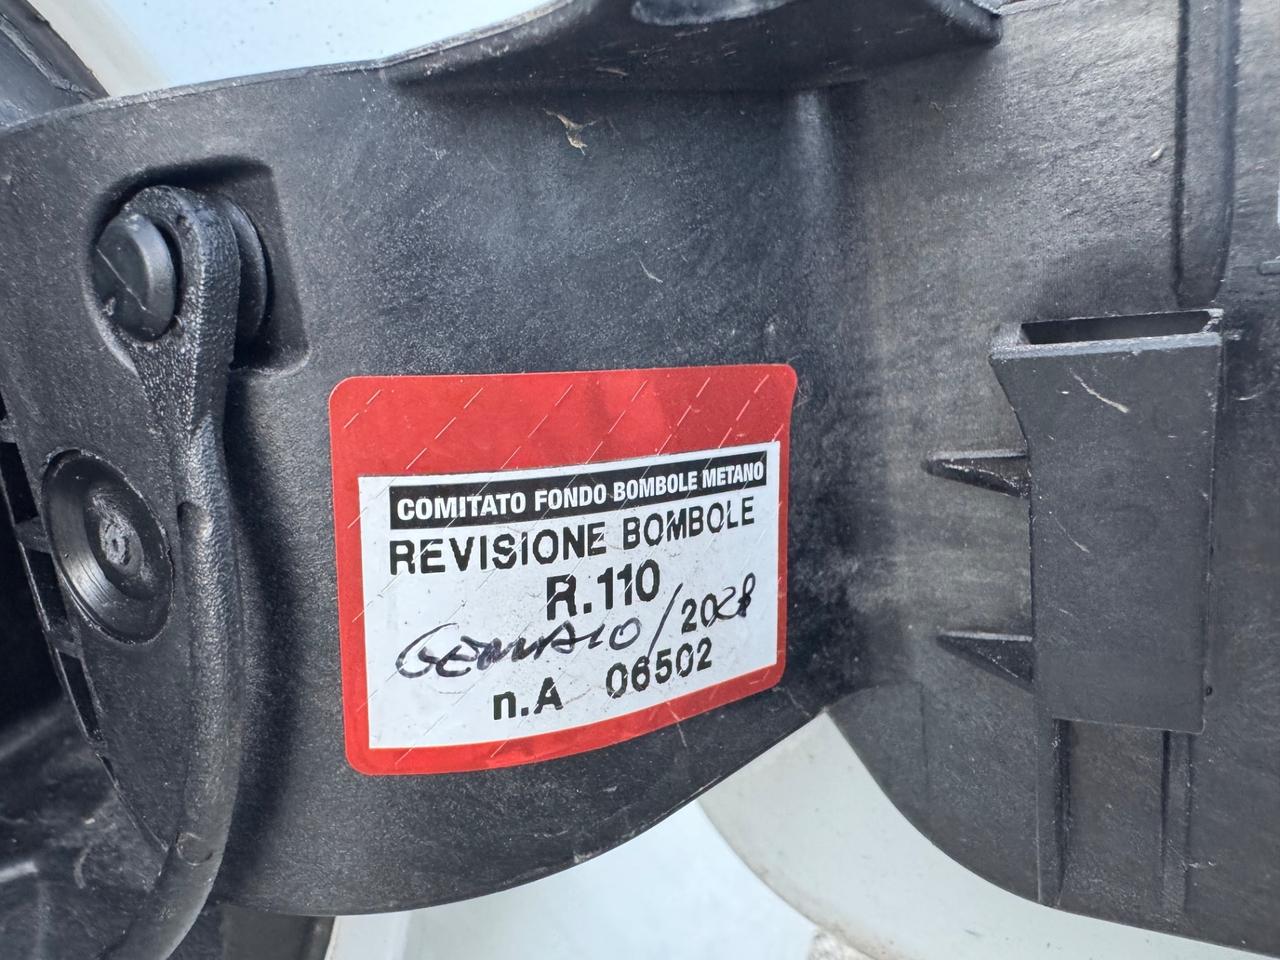 COMITATO FONDO BOMBOLE METANO
REVISIONE BOMBOLE
R.110
GENNAIO/2028
n.A 06502